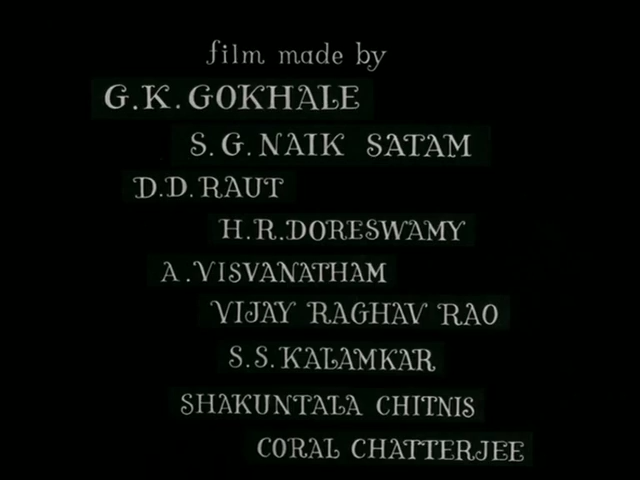 film made by
G.K. GOKHALE
S.G. NAIK SATAM
D.D. RAUT
H.R. DORESWAMY
A. VISVANATHAM
VIJAY RAGHAV RAO
S.S. KALAMKAR
SHAKUNTALA CHITNIS
CORAL CHATTERJEE